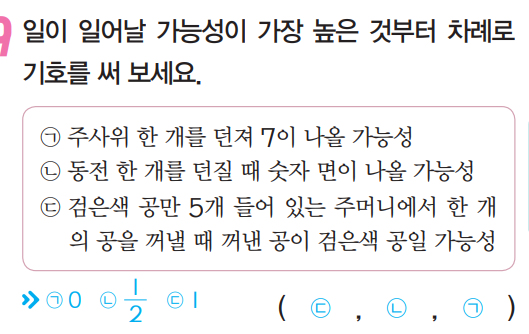 9
일이 일어날 가능성이 가장 높은 것부터 차례로
기호를 써 보세요.
㉠ 주사위 한 개를 던져 7이 나올 가능성
㉡ 동전 한 개를 던질 때 숫자 면이 나올 가능성
㉢ 검은색 공만 5개 들어 있는 주머니에서 한 개
의 공을 꺼낼 때 꺼낸 공이 검은색 공일 가능성
≫ ㉠ 0 ㉡ 1/2 ㉢ 1 ( ㉢ , ㉡ , ㉠ )